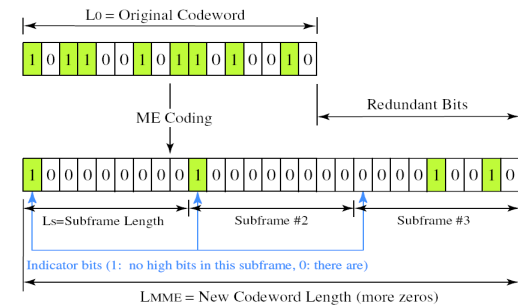 L0 = Original Codeword
1 0 1 1 0 0 1 0 1 1 0 1 0 0 1 0
Redundant Bits
ME Coding
1 0 0 0 0 0 0 0 0 1 0 0 0 0 0 0 0 0 0 0 0 0 1 0 0 1 0
Ls=Subframe Length Subframe #2 Subframe #3
Indicator bits (1: no high bits in this subframe, 0: there are)
LMME = New Codeword Length (more zeros)